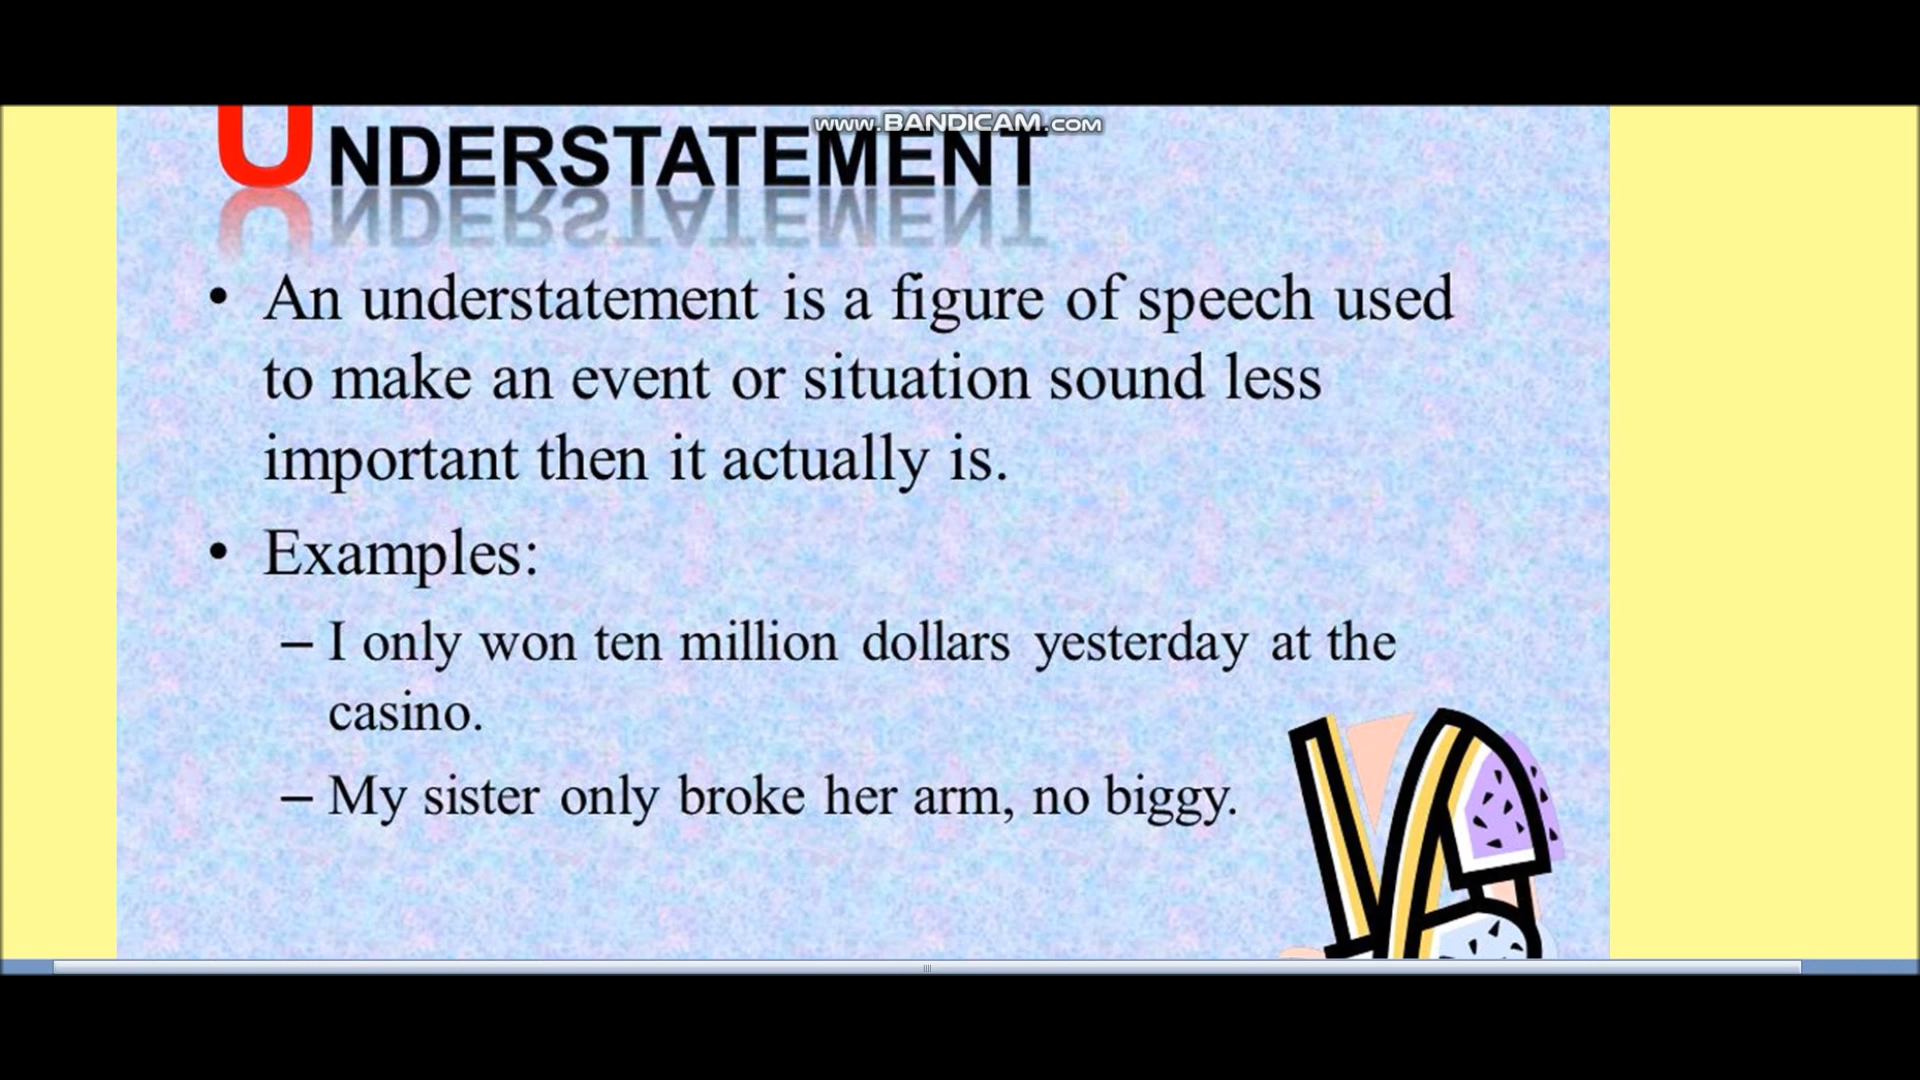 www.BANDICAM.com
UNDERSTATEMENT
• An understatement is a figure of speech used
to make an event or situation sound less
important then it actually is.
• Examples:
– I only won ten million dollars yesterday at the
casino.
– My sister only broke her arm, no biggy.